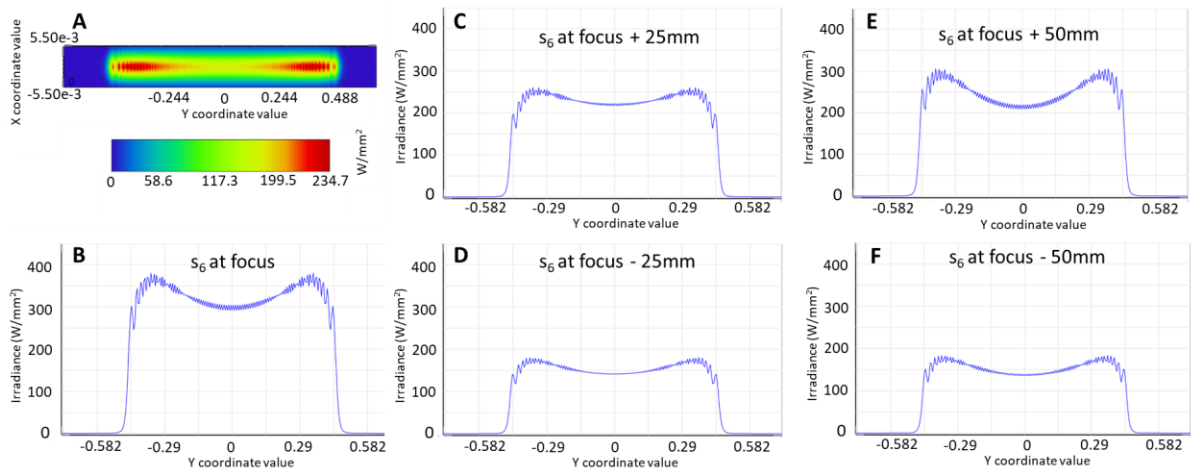 A
5.50e-3
0
-5.50e-3
X coordinate value
-0.244 0 0.244 0.488
Y coordinate value
0 58.6 117.3 199.5 234.7
W/mm²
B
s₆ at focus
400
300
200
100
0
Irradiance (W/mm²)
-0.582 -0.29 0 0.29 0.582
Y coordinate value
C
s₆ at focus + 25mm
400
300
200
100
0
Irradiance (W/mm²)
-0.582 -0.29 0 0.29 0.582
Y coordinate value
D
s₆ at focus - 25mm
400
300
200
100
0
Irradiance (W/mm²)
-0.582 -0.29 0 0.29 0.582
Y coordinate value
E
s₆ at focus + 50mm
400
300
200
100
0
Irradiance (W/mm²)
-0.582 -0.29 0 0.29 0.582
Y coordinate value
F
s₆ at focus - 50mm
400
300
200
100
0
Irradiance (W/mm²)
-0.582 -0.29 0 0.29 0.582
Y coordinate value